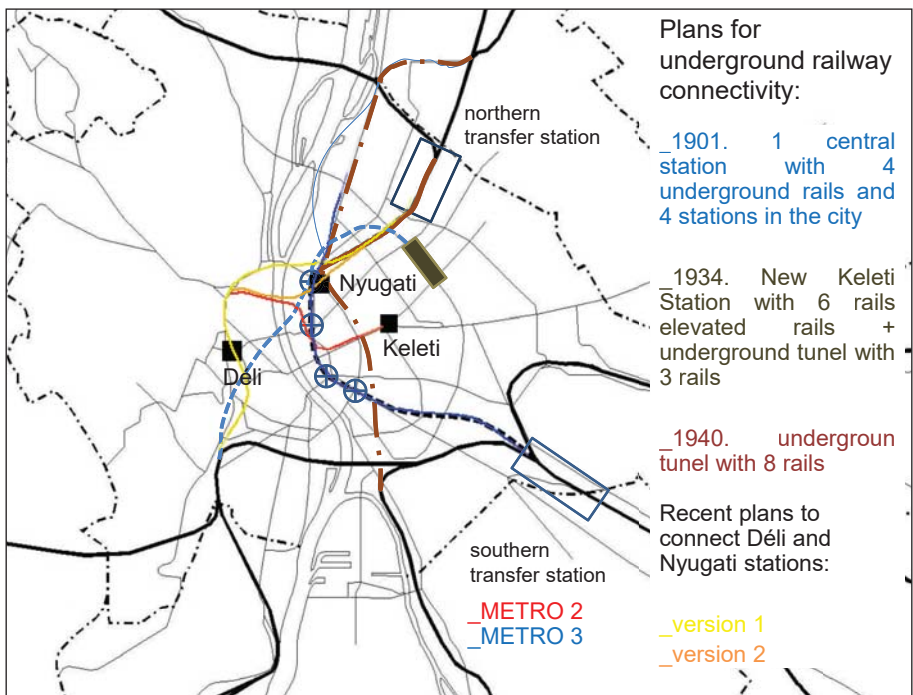 Plans for
underground railway
connectivity:
northern
transfer station
_1901. 1 central
station with 4
underground rails and
4 stations in the city
Nyugati
_1934. New Keleti
Station with 6 rails
elevated rails +
underground tunel with
3 rails
Keleti
Déli
_1940. undergroun
tunel with 8 rails
Recent plans to
connect Déli and
Nyugati stations:
southern
transfer station
_METRO 2
_METRO 3
_version 1
_version 2